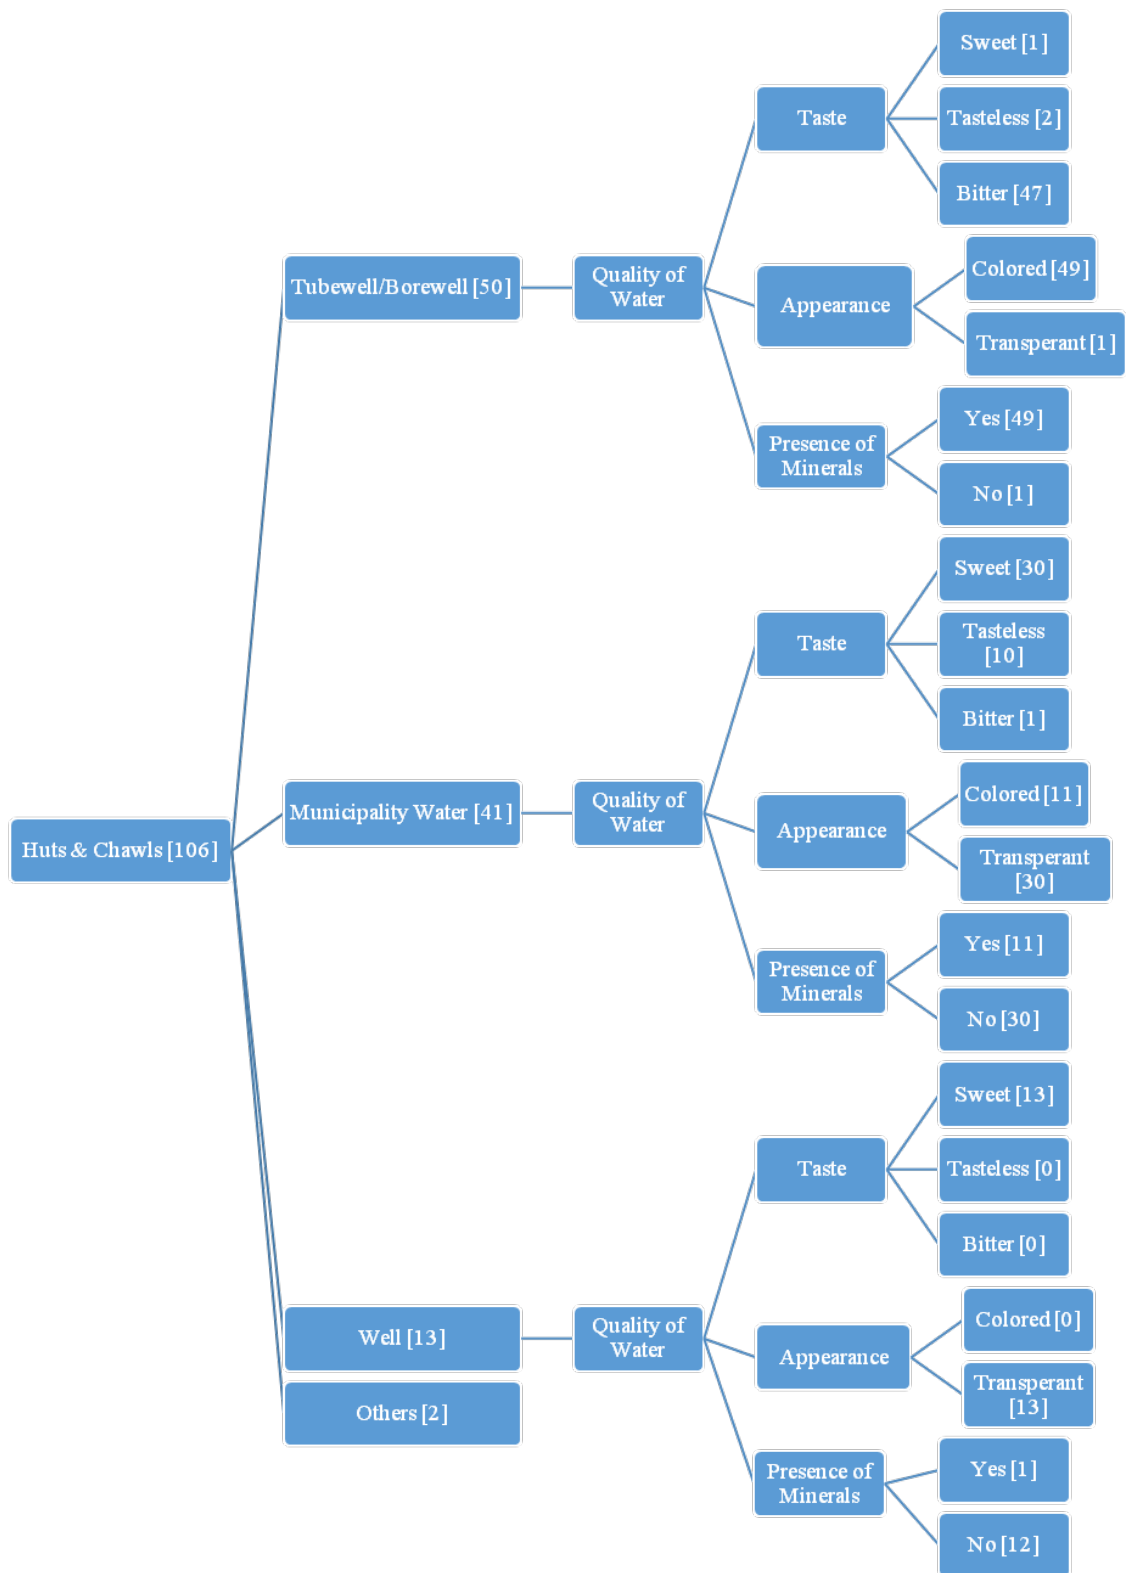 Huts & Chawls [106]
Tubewell/Borewell [50]
Quality of
Water
Taste
Sweet [1]
Tasteless [2]
Bitter [47]
Appearance
Colored [49]
Transperant [1]
Presence of
Minerals
Yes [49]
No [1]
Municipality Water [41]
Quality of
Water
Taste
Sweet [30]
Tasteless
[10]
Bitter [1]
Appearance
Colored [11]
Transperant
[30]
Presence of
Minerals
Yes [11]
No [30]
Well [13]
Quality of
Water
Taste
Sweet [13]
Tasteless [0]
Bitter [0]
Appearance
Colored [0]
Transperant
[13]
Presence of
Minerals
Yes [1]
No [12]
Others [2]